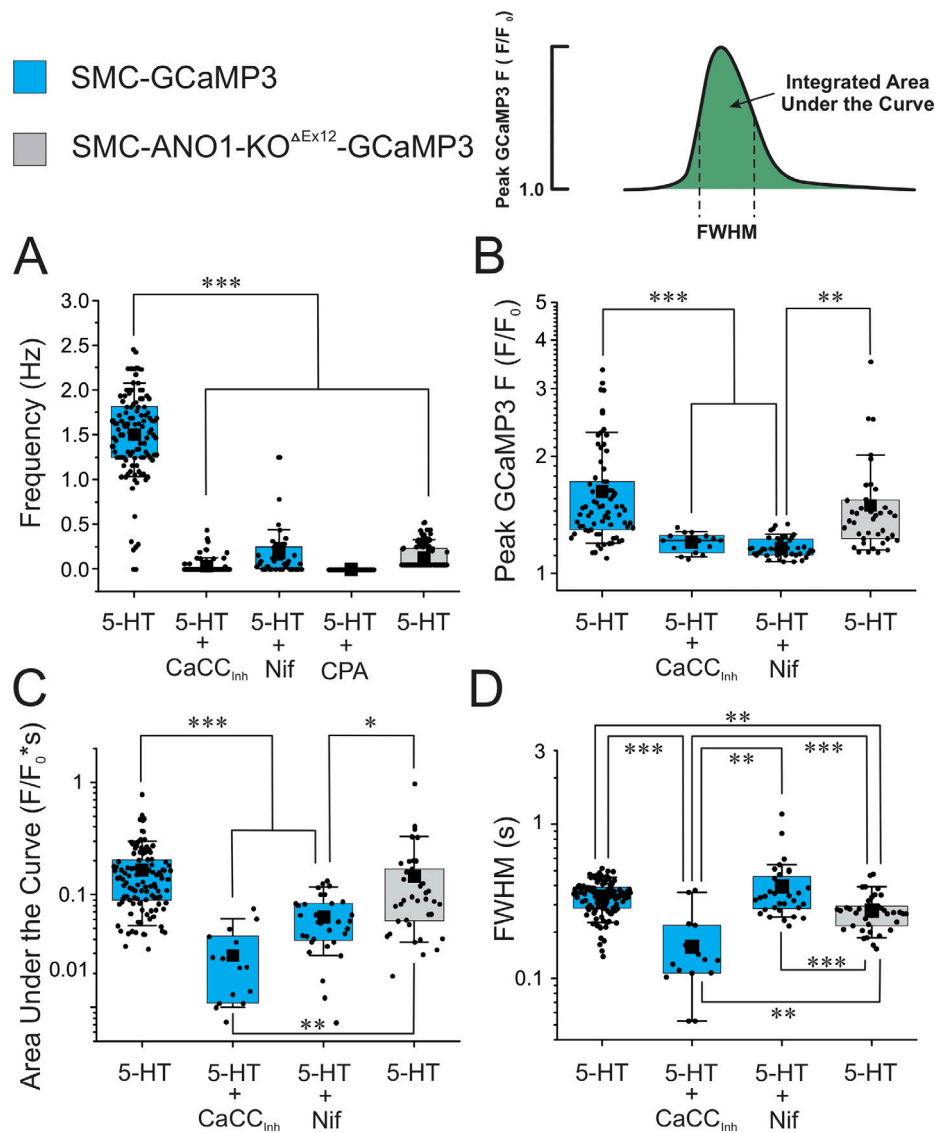 SMC-GCaMP3
SMC-ANO1-KO^ΔEx12-GCaMP3
Peak GCaMP3 F ( F/F₀ )
1.0
Integrated Area
Under the Curve
FWHM
A
***
Frequency (Hz)
3.0
2.5
2.0
1.5
1.0
0.5
0.0
5-HT
5-HT
+
CaCC_Inh
5-HT
+
Nif
5-HT
+
CPA
5-HT
B
***
**
Peak GCaMP3 F (F/F₀)
5
4
3
2
1
5-HT
5-HT
+
CaCC_Inh
5-HT
+
Nif
5-HT
C
***
*
**
Area Under the Curve (F/F₀*s)
1
0.1
0.01
5-HT
5-HT
+
CaCC_Inh
5-HT
+
Nif
5-HT
D
**
***
**
***
***
**
FWHM (s)
3
1
0.1
5-HT
5-HT
+
CaCC_Inh
5-HT
+
Nif
5-HT